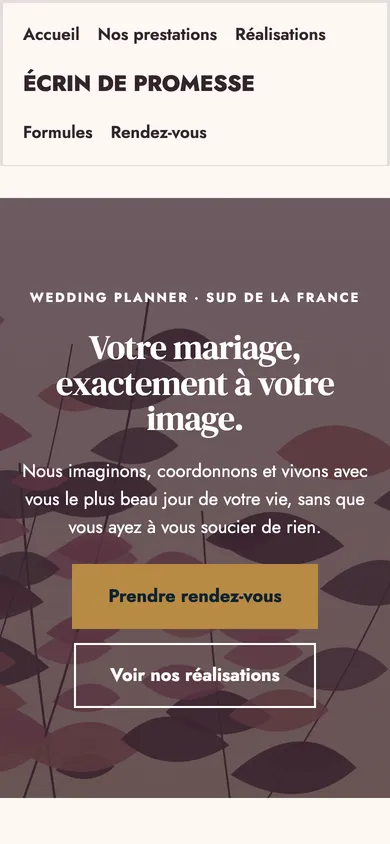 Accueil Nos prestations Réalisations
ÉCRIN DE PROMESSE
Formules Rendez-vous
WEDDING PLANNER · SUD DE LA FRANCE
Votre mariage,
exactement à votre
image.
Nous imaginons, coordonnons et vivons avec
vous le plus beau jour de votre vie, sans que
vous ayez à vous soucier de rien.
Prendre rendez-vous
Voir nos réalisations